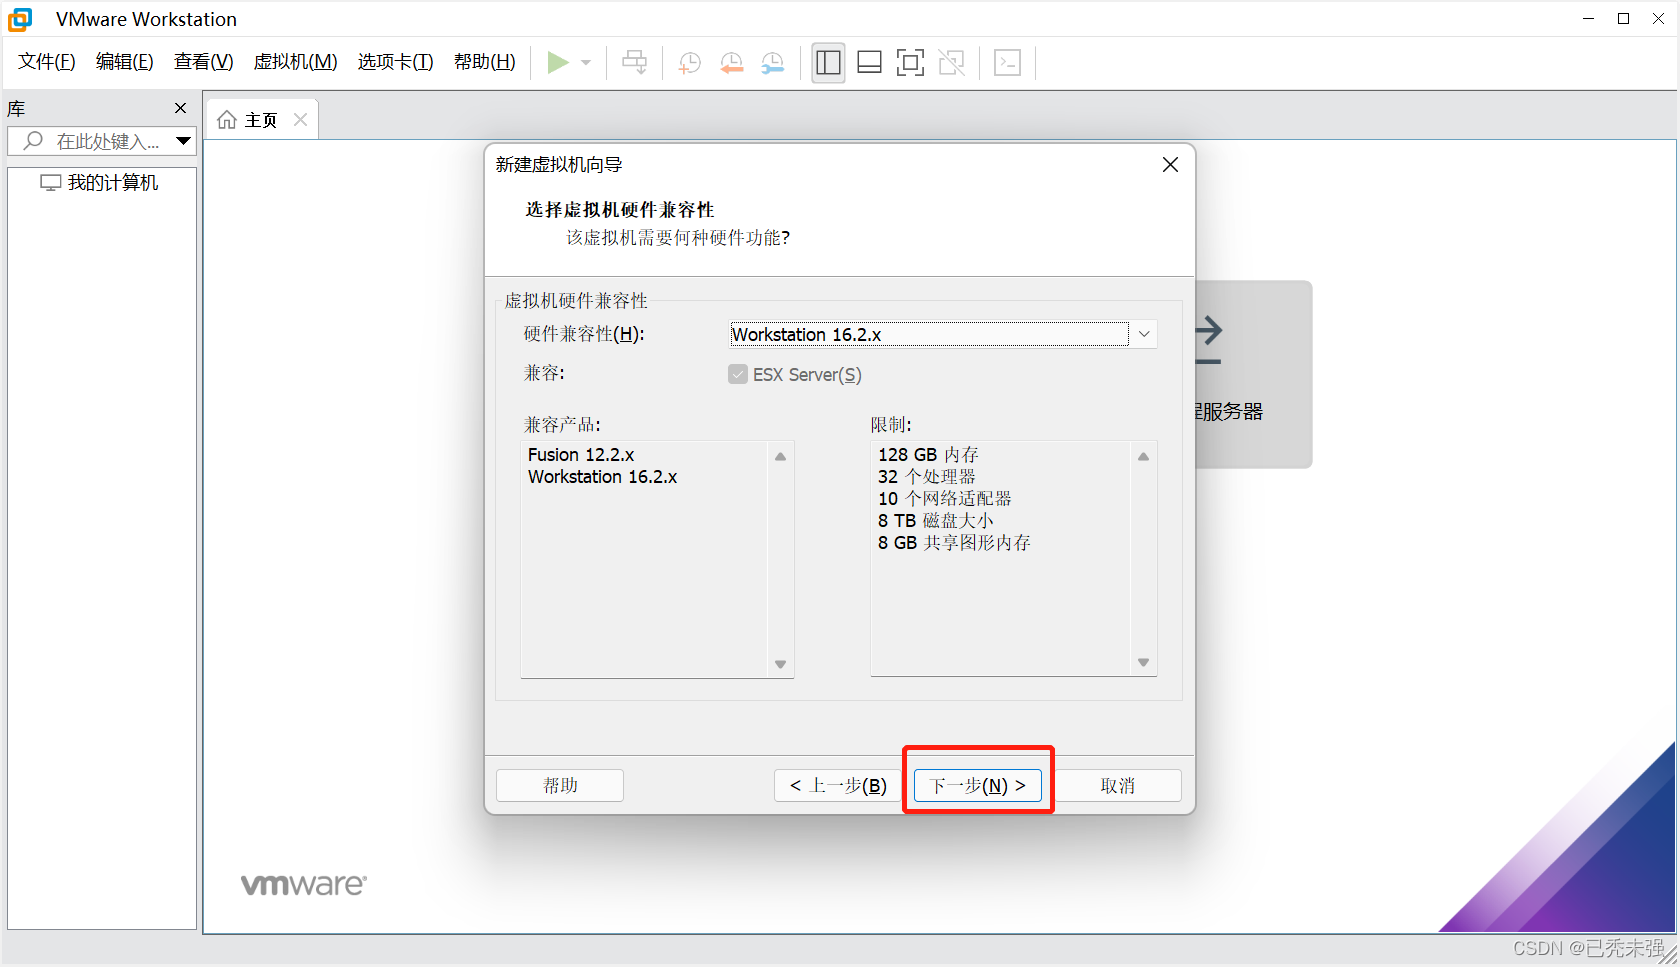 VMware Workstation
文件(F) 编辑(E) 查看(V) 虚拟机(M) 选项卡(T) 帮助(H)
库
在此处键入...
我的计算机
主页
新建虚拟机向导
选择虚拟机硬件兼容性
该虚拟机需要何种硬件功能?
虚拟机硬件兼容性
硬件兼容性(H): Workstation 16.2.x
兼容: ESX Server(S)
兼容产品:
Fusion 12.2.x
Workstation 16.2.x
限制:
128 GB 内存
32 个处理器
10 个网络适配器
8 TB 磁盘大小
8 GB 共享图形内存
帮助 < 上一步(B) 下一步(N) > 取消
服务器
vmware
CSDN @已秃未强